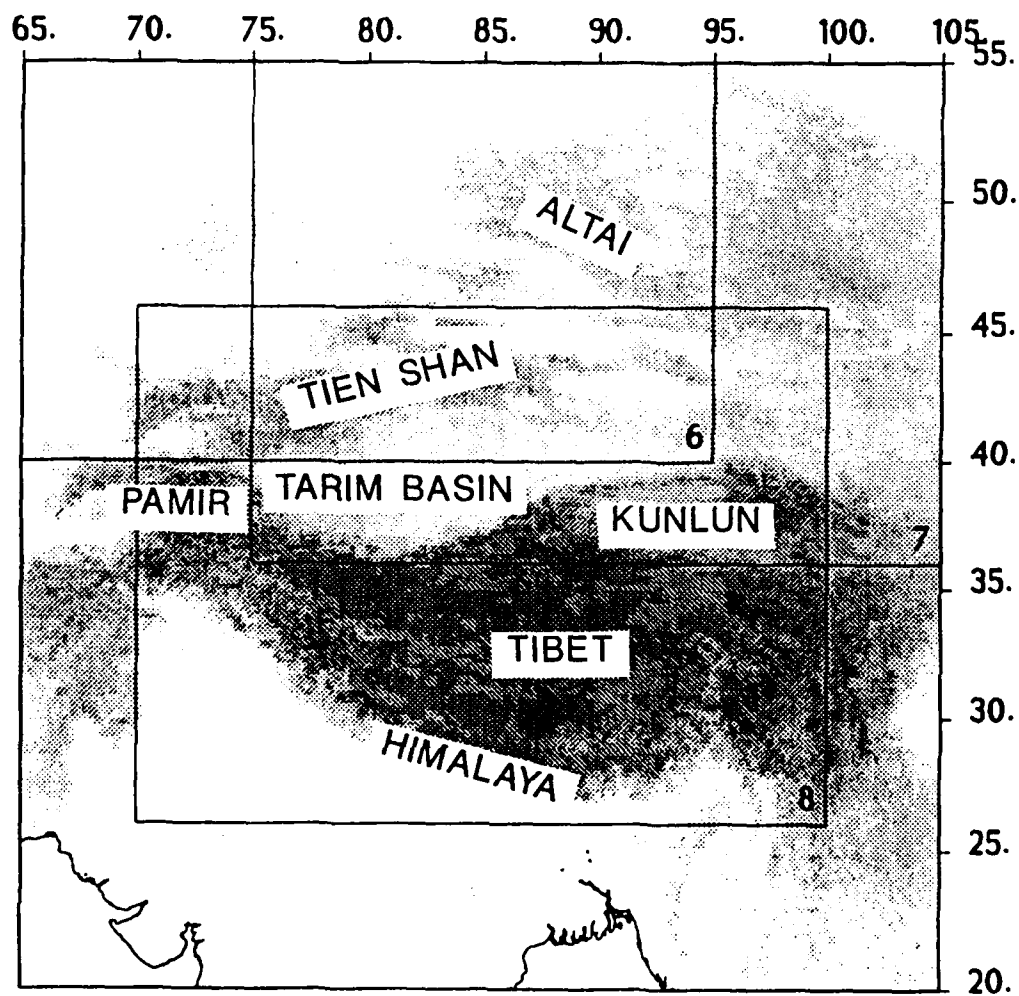 65. 70. 75. 80. 85. 90. 95. 100. 105.
55.
50.
ALTAI
45.
TIEN SHAN
6
40.
PAMIR
TARIM BASIN
KUNLUN
7
35.
TIBET
30.
HIMALAYA
8
25.
20.